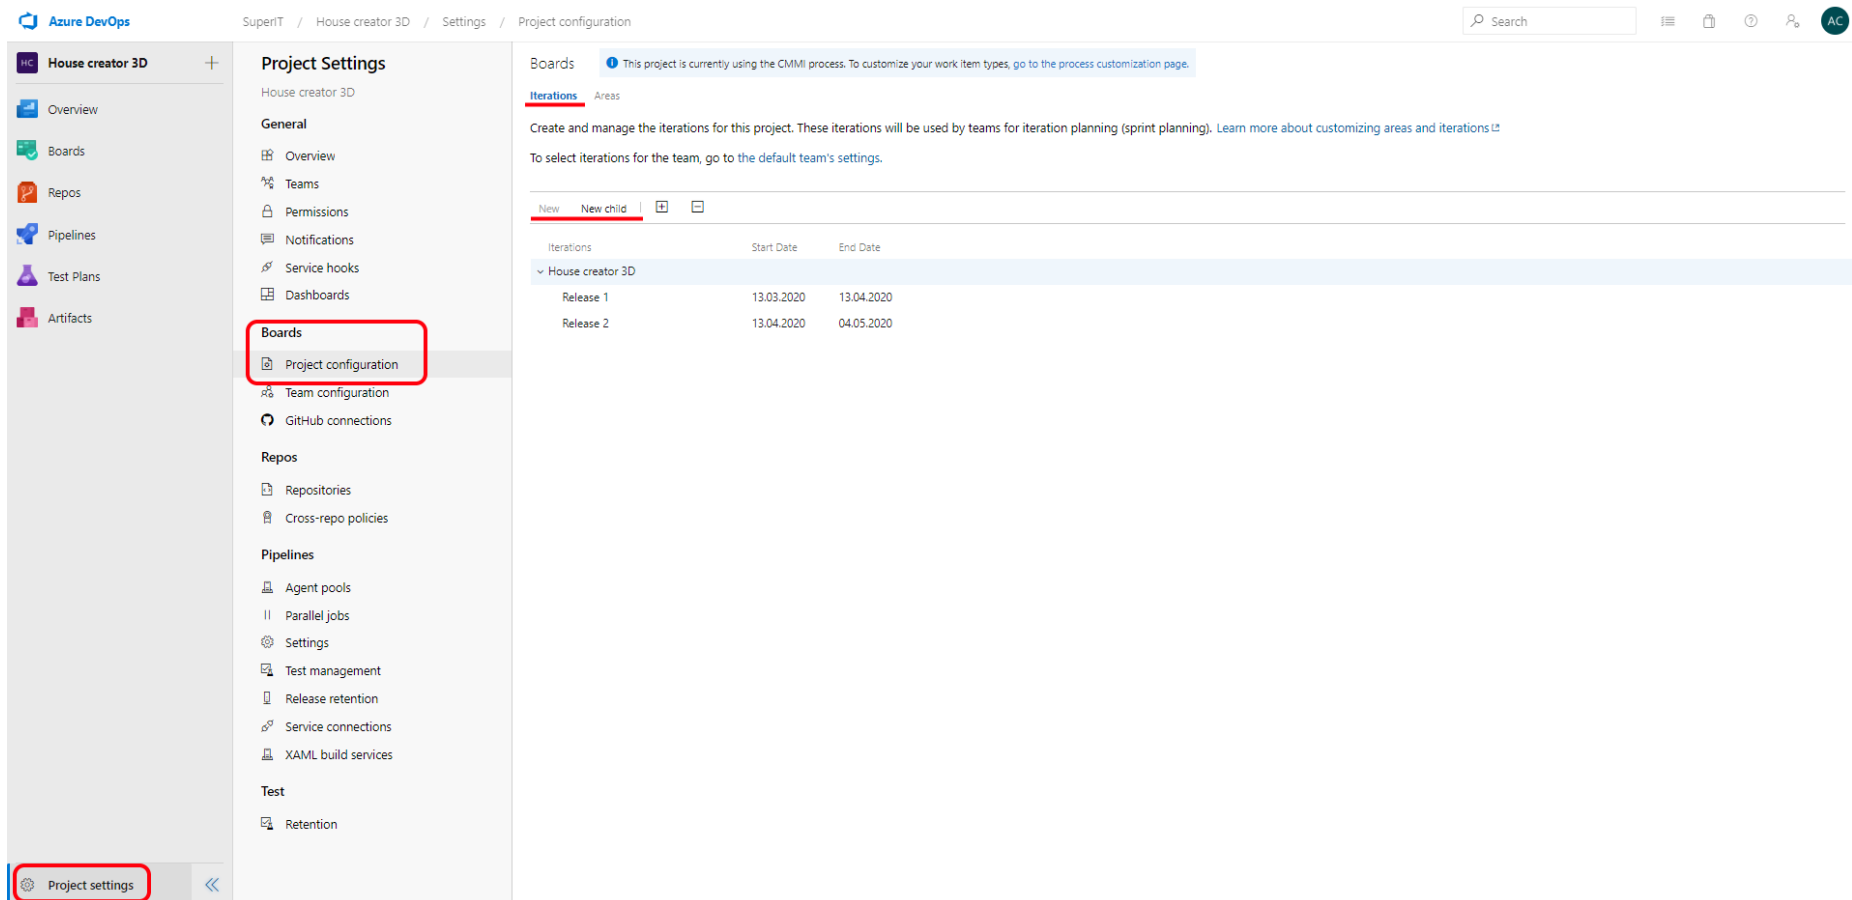 Azure DevOps
SuperIT / House creator 3D / Settings / Project configuration
Search
AC
HC House creator 3D
Overview
Boards
Repos
Pipelines
Test Plans
Artifacts
Project settings
Project Settings
House creator 3D
General
Overview
Teams
Permissions
Notifications
Service hooks
Dashboards
Boards
Project configuration
Team configuration
GitHub connections
Repos
Repositories
Cross-repo policies
Pipelines
Agent pools
Parallel jobs
Settings
Test management
Release retention
Service connections
XAML build services
Test
Retention
Boards This project is currently using the CMMI process. To customize your work item types, go to the process customization page.
Iterations Areas
Create and manage the iterations for this project. These iterations will be used by teams for iteration planning (sprint planning). Learn more about customizing areas and iterations
To select iterations for the team, go to the default team's settings.
New New child
Iterations Start Date End Date
House creator 3D
Release 1 13.03.2020 13.04.2020
Release 2 13.04.2020 04.05.2020